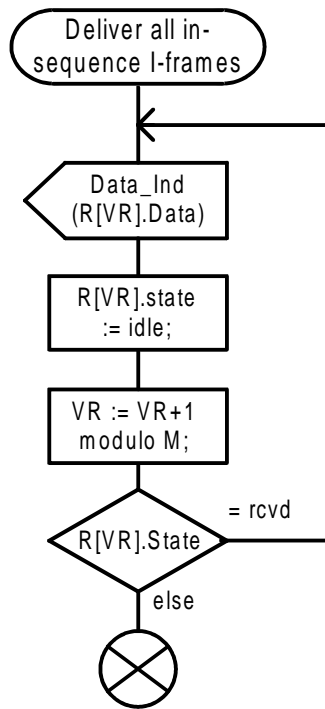 Deliver all in-
sequence I-frames
Data_Ind
(R[VR].Data)
R[VR].state
:= idle;
VR := VR+1
modulo M;
= rcvd
R[VR].State
else